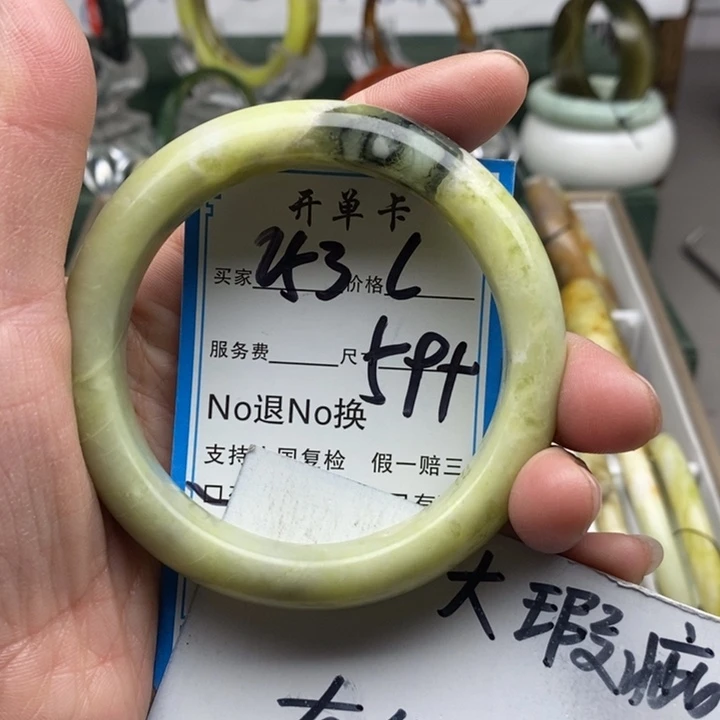 开单卡
买家 253 价格 L
服务费 尺 59+
No退No换
支持 国复检 假一赔三
大瑕疵